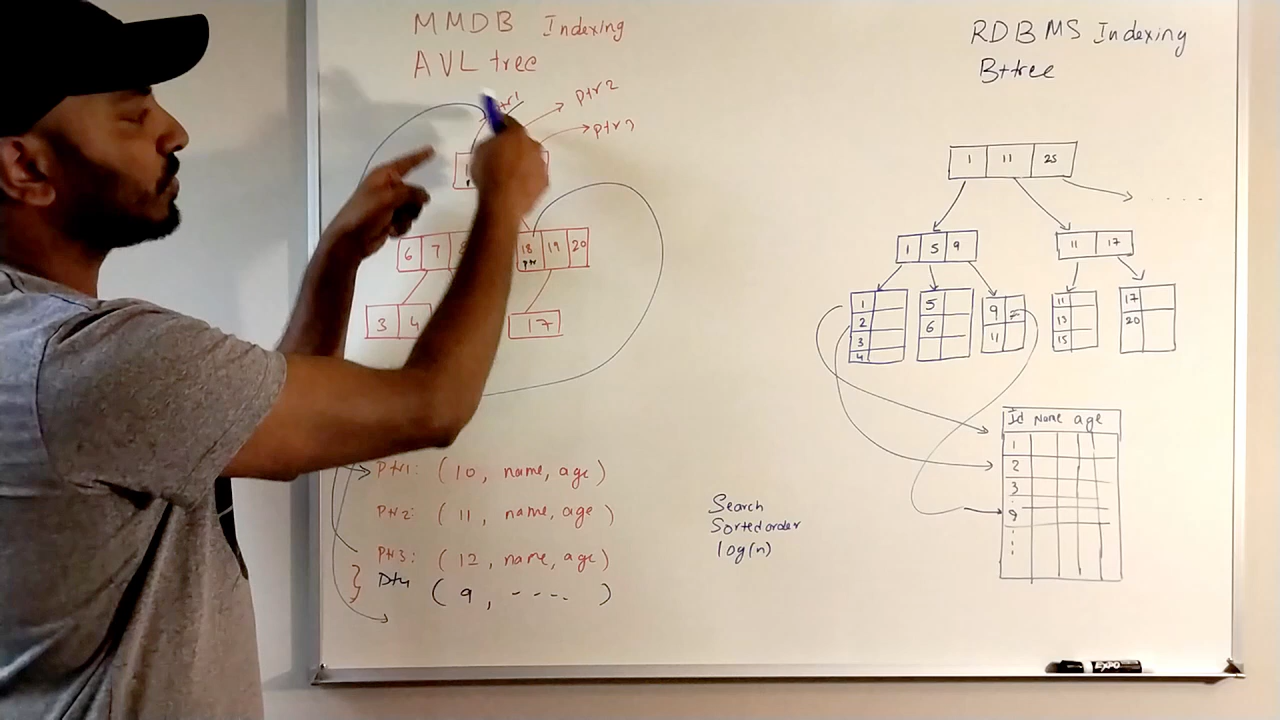 MMDB Indexing
AVL tree
ptr2
ptr3
6 7
18 19 20
ptr
3 4
17
Ptr1: (10, name, age)
Ptr2: (11, name, age)
Ptr3: (12, name, age)
(9, ----)
Search
Sorted order
log(n)
RDBMS Indexing
B+tree
1 11 25
.....
1 5 9
11 17
1
2
3
4
5
6
9
11
11
13
15
17
20
Id Name age
1
2
3
9
EXPO